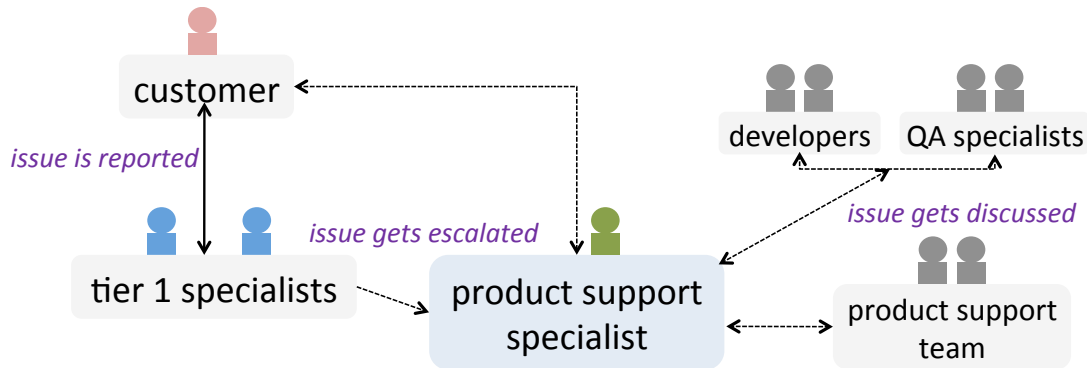 customer
developers
QA specialists
issue is reported
issue gets escalated
issue gets discussed
tier 1 specialists
product support
specialist
product support
team